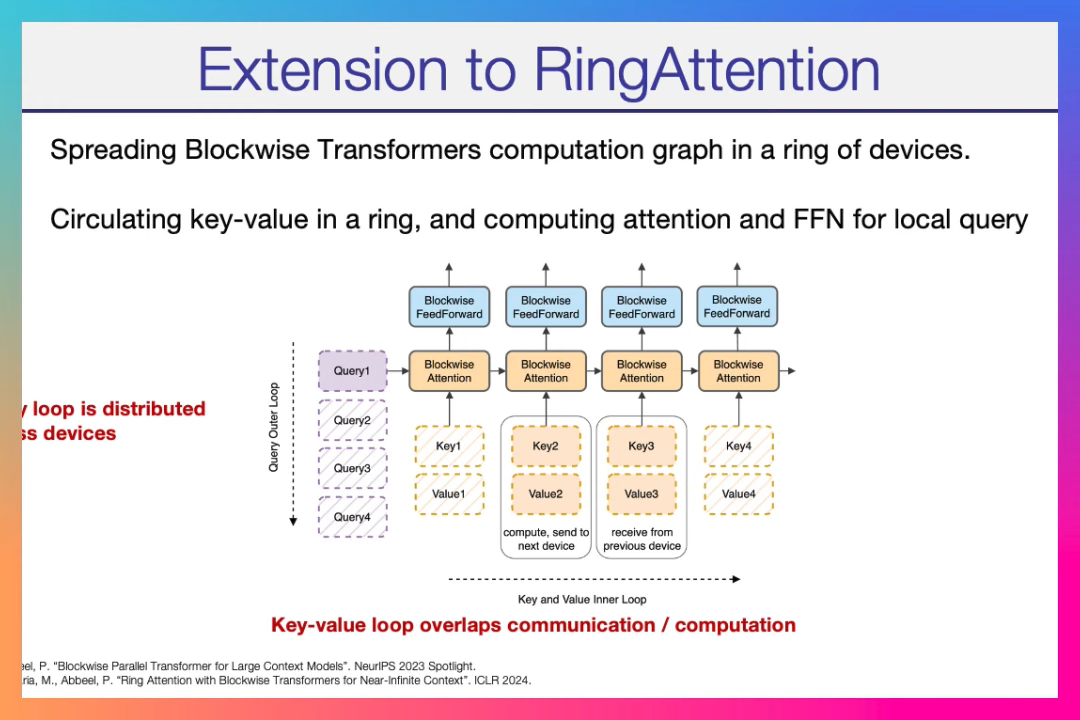 Extension to RingAttention
Spreading Blockwise Transformers computation graph in a ring of devices.
Circulating key-value in a ring, and computing attention and FFN for local query
Blockwise
FeedForward
Blockwise
FeedForward
Blockwise
FeedForward
Blockwise
FeedForward
Query1
Blockwise
Attention
Blockwise
Attention
Blockwise
Attention
Blockwise
Attention
Query Outer Loop
loop is distributed
devices
Query2
Query3
Query4
Key1
Key2
Key3
Key4
Value1
Value2
Value3
Value4
compute, send to
next device
receive from
previous device
Key and Value Inner Loop
Key-value loop overlaps communication / computation
P. "Blockwise Parallel Transformer for Large Context Models". NeurIPS 2023 Spotlight.
M., Abbeel, P. "Ring Attention with Blockwise Transformers for Near-Infinite Context". ICLR 2024.